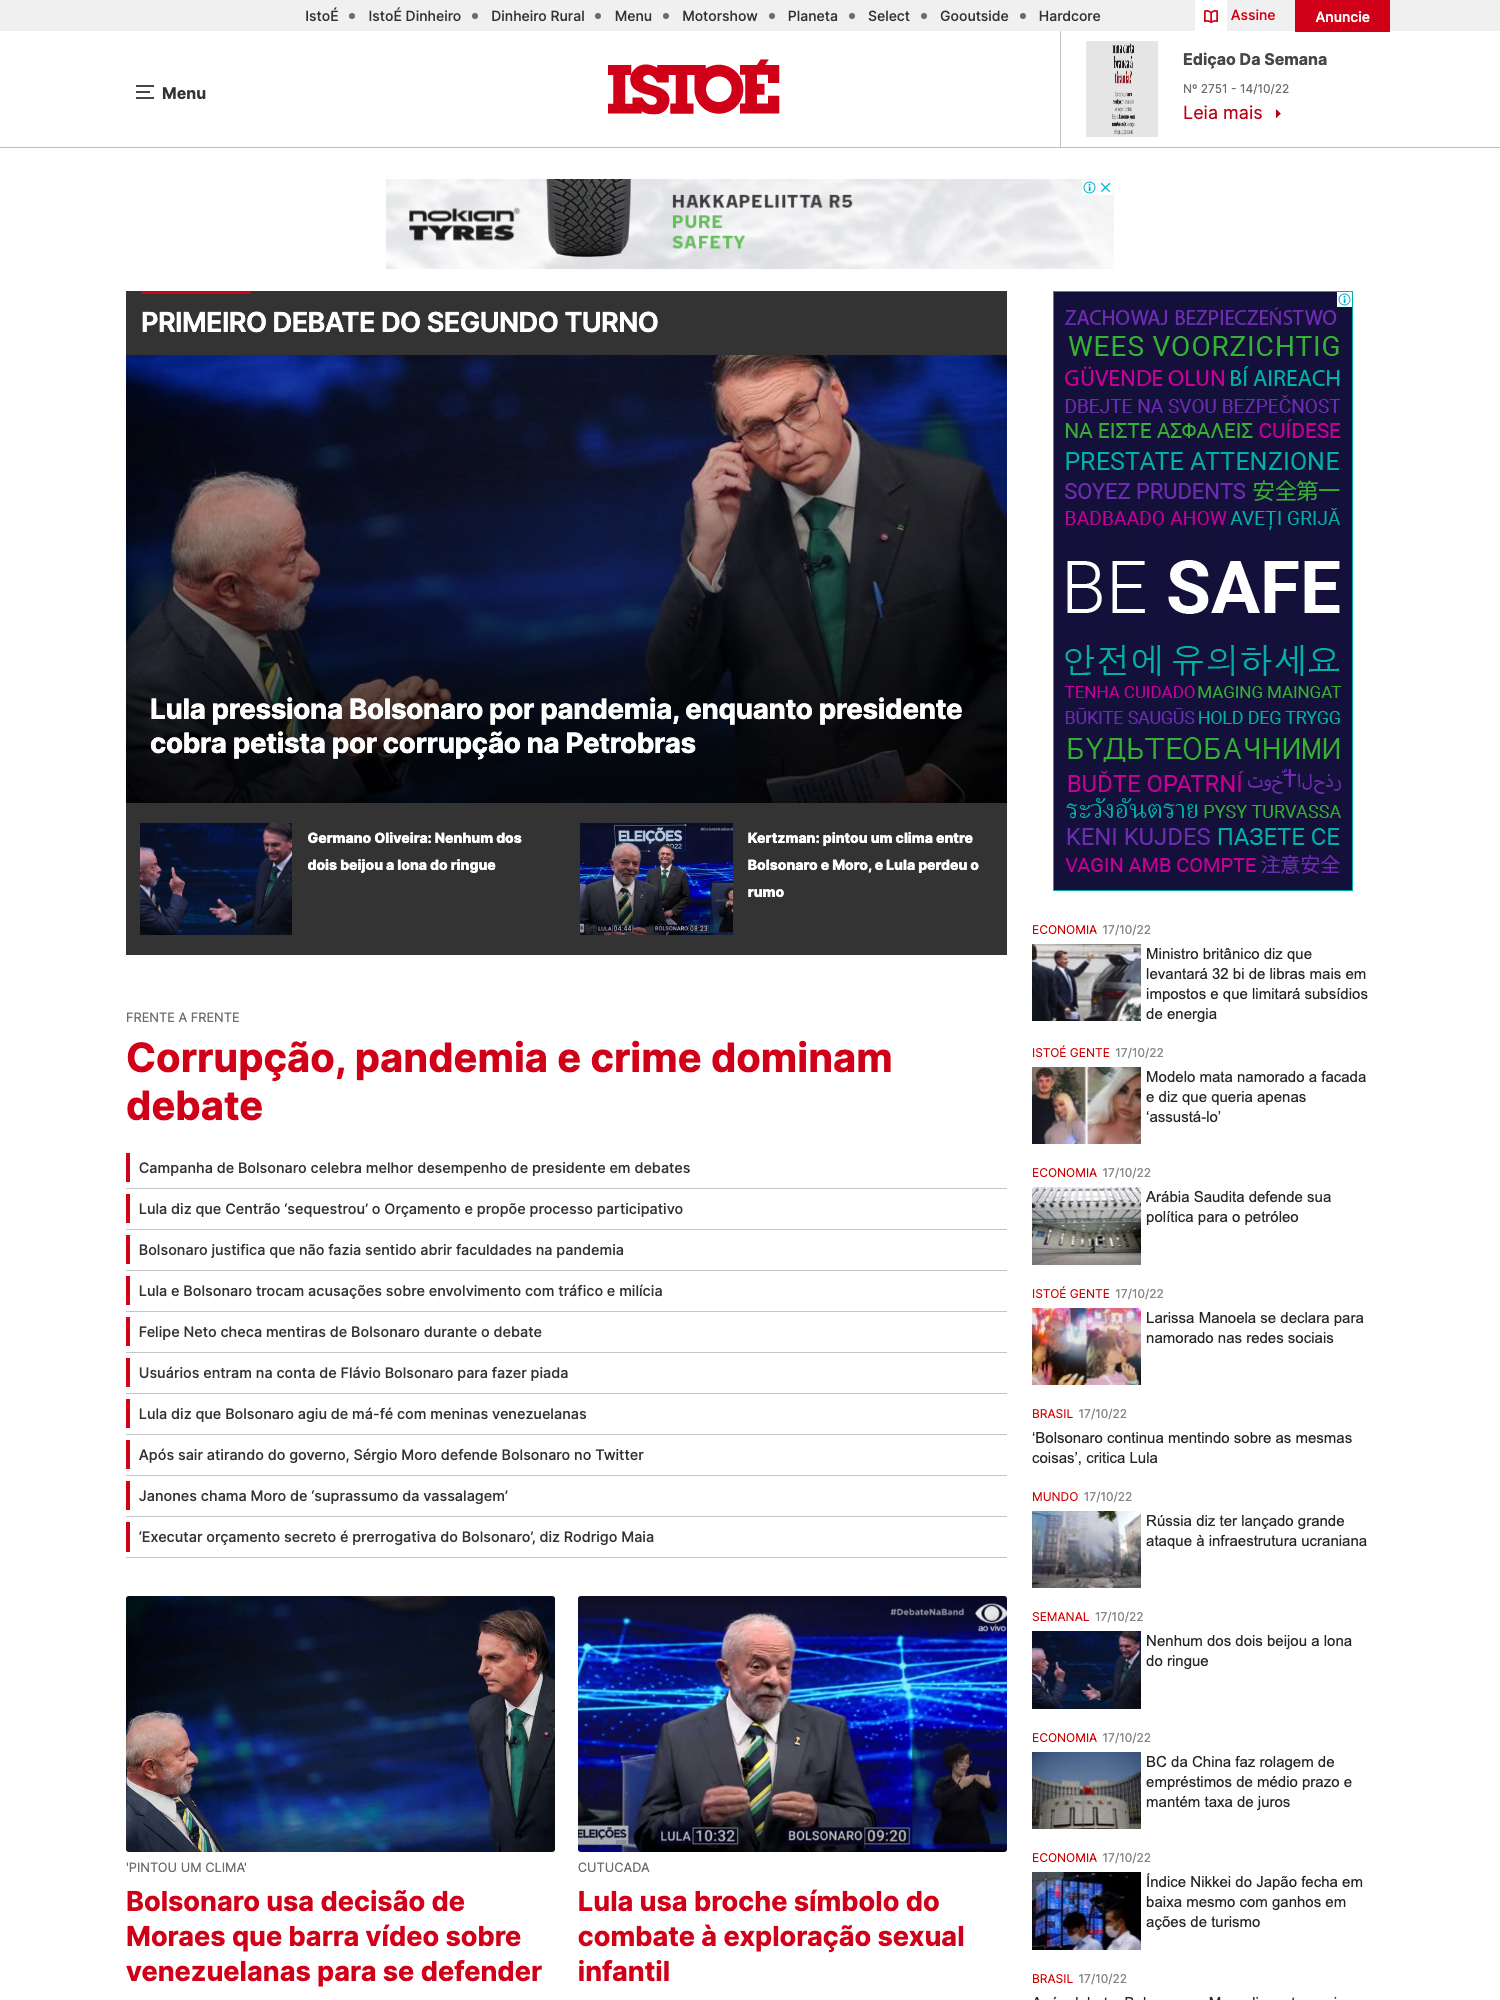 IstoÉ • IstoÉ Dinheiro • Dinheiro Rural • Menu • Motorshow • Planeta • Select • Gooutside • Hardcore
Assine
Anuncie
Menu
ISTOÉ
uma carta
branca à
tirania?
Ediçao Da Semana
Nº 2751 - 14/10/22
Leia mais
nokian
TYRES
HAKKAPELIITTA R5
PURE
SAFETY
PRIMEIRO DEBATE DO SEGUNDO TURNO
Lula pressiona Bolsonaro por pandemia, enquanto presidente
cobra petista por corrupção na Petrobras
Germano Oliveira: Nenhum dos
dois beijou a lona do ringue
ELEIÇÕES
2022
LULA 04:44
BOLSONARO 08:23
Kertzman: pintou um clima entre
Bolsonaro e Moro, e Lula perdeu o
rumo
FRENTE A FRENTE
Corrupção, pandemia e crime dominam
debate
Campanha de Bolsonaro celebra melhor desempenho de presidente em debates
Lula diz que Centrão ‘sequestrou’ o Orçamento e propõe processo participativo
Bolsonaro justifica que não fazia sentido abrir faculdades na pandemia
Lula e Bolsonaro trocam acusações sobre envolvimento com tráfico e milícia
Felipe Neto checa mentiras de Bolsonaro durante o debate
Usuários entram na conta de Flávio Bolsonaro para fazer piada
Lula diz que Bolsonaro agiu de má-fé com meninas venezuelanas
Após sair atirando do governo, Sérgio Moro defende Bolsonaro no Twitter
Janones chama Moro de ‘suprassumo da vassalagem’
‘Executar orçamento secreto é prerrogativa do Bolsonaro’, diz Rodrigo Maia
'PINTOU UM CLIMA'
Bolsonaro usa decisão de
Moraes que barra vídeo sobre
venezuelanas para se defender
#DebateNaBand
ao vivo
ELEIÇÕES
LULA 10:32
BOLSONARO 09:20
CUTUCADA
Lula usa broche símbolo do
combate à exploração sexual
infantil
ZACHOWAJ BEZPIECZEŃSTWO
WEES VOORZICHTIG
GÜVENDE OLUN BÍ AIREACH
DBEJTE NA SVOU BEZPEČNOST
ΝΑ ΕΙΣΤΕ ΑΣΦΑΛΕΙΣ CUÍDESE
PRESTATE ATTENZIONE
SOYEZ PRUDENTS 安全第一
BADBAADO AHOW AVEȚI GRIJĂ
BE SAFE
안전에 유의하세요
TENHA CUIDADO MAGING MAINGAT
BŪKITE SAUGŪS HOLD DEG TRYGG
БУДЬТЕ ОБАЧНИМИ
BUĎTE OPATRNÍ
ระวังอันตราย PYSY TURVASSA
KENI KUJDES ПАЗЕТЕ СЕ
VAGIN AMB COMPTE 注意安全
ECONOMIA 17/10/22
Ministro britânico diz que
levantará 32 bi de libras mais em
impostos e que limitará subsídios
de energia
ISTOÉ GENTE 17/10/22
Modelo mata namorado a facada
e diz que queria apenas
‘assustá-lo’
ECONOMIA 17/10/22
Arábia Saudita defende sua
política para o petróleo
ISTOÉ GENTE 17/10/22
Larissa Manoela se declara para
namorado nas redes sociais
BRASIL 17/10/22
‘Bolsonaro continua mentindo sobre as mesmas
coisas’, critica Lula
MUNDO 17/10/22
Rússia diz ter lançado grande
ataque à infraestrutura ucraniana
SEMANAL 17/10/22
Nenhum dos dois beijou a lona
do ringue
ECONOMIA 17/10/22
BC da China faz rolagem de
empréstimos de médio prazo e
mantém taxa de juros
ECONOMIA 17/10/22
Índice Nikkei do Japão fecha em
baixa mesmo com ganhos em
ações de turismo
BRASIL 17/10/22